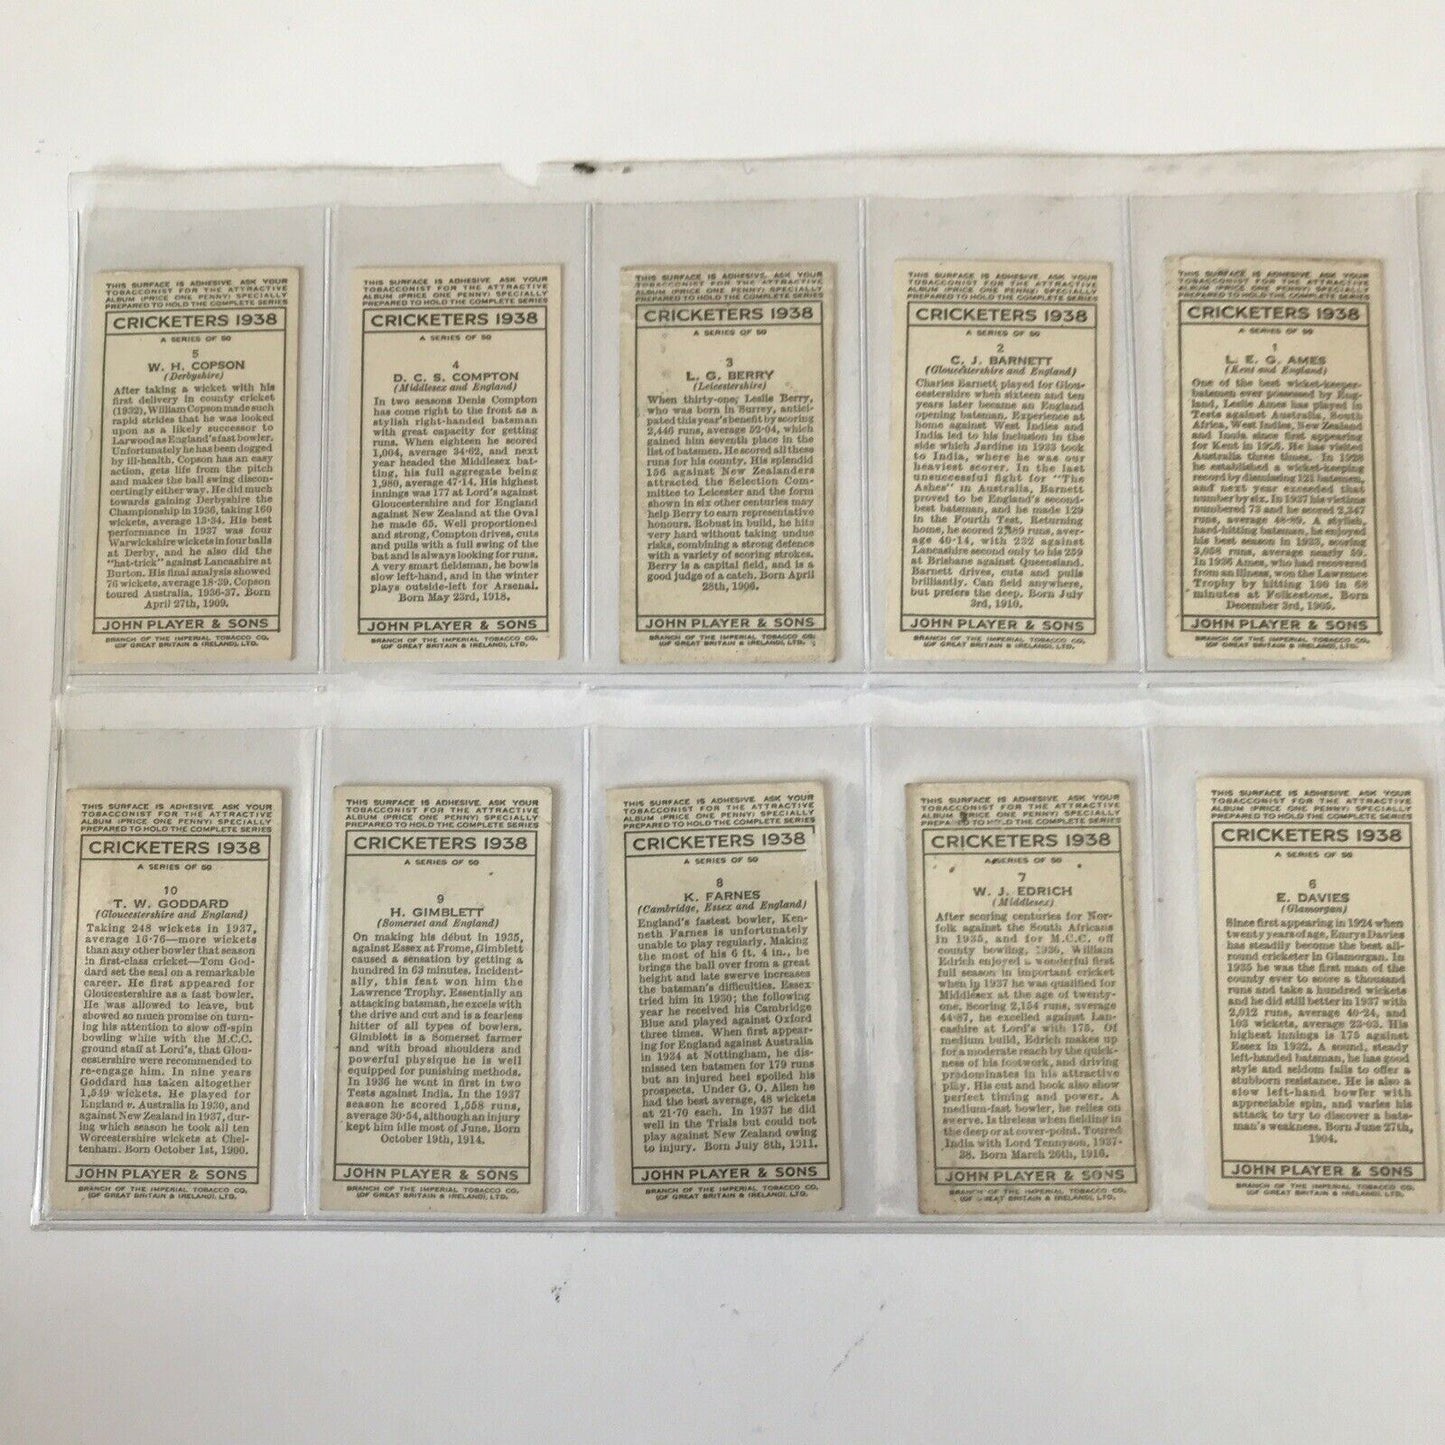 THIS SURFACE IS ADHESIVE. ASK YOUR
TOBACCONIST FOR THE ATTRACTIVE
ALBUM (PRICE ONE PENNY) SPECIALLY
PREPARED TO HOLD THE COMPLETE SERIES
CRICKETERS 1938
A SERIES OF 50
5
W. H. COPSON
(Derbyshire)
After taking a wicket with his
first delivery in county cricket
(1932), William Copson made such
rapid strides that he was looked
upon as a likely successor to
Larwood as England's fast bowler.
Unfortunately he has been dogged
by ill-health. Copson has an easy
action, gets life from the pitch
and makes the ball swing discon-
certingly either way. He did much
towards gaining Derbyshire the
Championship in 1936, taking 160
wickets, average 13·34. His best
performance in 1937 was four
Warwickshire wickets in four balls
at Derby, and he also did the
"hat-trick" against Lancashire at
Burton. His final analysis showed
76 wickets, average 18·39. Copson
toured Australia, 1936-37. Born
April 27th, 1909.
JOHN PLAYER & SONS
BRANCH OF THE IMPERIAL TOBACCO CO.
(OF GREAT BRITAIN & IRELAND), LTD.
THIS SURFACE IS ADHESIVE. ASK YOUR
TOBACCONIST FOR THE ATTRACTIVE
ALBUM (PRICE ONE PENNY) SPECIALLY
PREPARED TO HOLD THE COMPLETE SERIES
CRICKETERS 1938
A SERIES OF 50
4
D. C. S. COMPTON
(Middlesex and England)
In two seasons Denis Compton
has come right to the front as a
stylish right-handed batsman
with great capacity for getting
runs. When eighteen he scored
1,004, average 34·62, and next
year headed the Middlesex bat-
ting, his full aggregate being
1,980, average 47·14. His highest
innings was 177 at Lord's against
Gloucestershire and for England
against New Zealand at the Oval
he made 65. Well proportioned
and strong, Compton drives, cuts
and pulls with a full swing of the
bat and is always looking for runs.
A very smart fieldsman, he bowls
slow left-hand, and in the winter
plays outside-left for Arsenal.
Born May 23rd, 1918.
JOHN PLAYER & SONS
BRANCH OF THE IMPERIAL TOBACCO CO.
(OF GREAT BRITAIN & IRELAND), LTD.
THIS SURFACE IS ADHESIVE. ASK YOUR
TOBACCONIST FOR THE ATTRACTIVE
ALBUM (PRICE ONE PENNY) SPECIALLY
PREPARED TO HOLD THE COMPLETE SERIES
CRICKETERS 1938
A SERIES OF 50
3
L. G. BERRY
(Leicestershire)
When thirty-one, Leslie Berry,
who was born in Surrey, antici-
pated this year's benefit by scoring
2,446 runs, average 52·04, which
gained him seventh place in the
list of batsmen. He scored all these
runs for his county. His splendid
156 against New Zealanders
attracted the Selection Com-
mittee to Leicester and the form
shown in six other centuries may
help Berry to earn representative
honours. Robust in build, he hits
very hard without taking undue
risks, combining a strong defence
with a variety of scoring strokes.
Berry is a capital field, and is a
good judge of a catch. Born April
28th, 1906.
JOHN PLAYER & SONS
BRANCH OF THE IMPERIAL TOBACCO CO.
(OF GREAT BRITAIN & IRELAND), LTD.
THIS SURFACE IS ADHESIVE. ASK YOUR
TOBACCONIST FOR THE ATTRACTIVE
ALBUM (PRICE ONE PENNY) SPECIALLY
PREPARED TO HOLD THE COMPLETE SERIES
CRICKETERS 1938
A SERIES OF 50
2
C. J. BARNETT
(Gloucestershire and England)
Charles Barnett played for Glou-
cestershire when sixteen and ten
years later became an England
opening batsman. Experience at
home against West Indies and
India led to his inclusion in the
side which Jardine in 1933 took
to India, where he was our
heaviest scorer. In the last
unsuccessful fight for "The
Ashes" in Australia, Barnett
proved to be England's second-
best batsman, and he made 129
in the Fourth Test. Returning
home, he scored 2,489 runs, aver-
age 40·14, with 232 against
Lancashire second only to his 259
at Brisbane against Queensland.
Barnett drives, cuts and pulls
brilliantly. Can field anywhere,
but prefers the deep. Born July
3rd, 1910.
JOHN PLAYER & SONS
BRANCH OF THE IMPERIAL TOBACCO CO.
(OF GREAT BRITAIN & IRELAND), LTD.
THIS SURFACE IS ADHESIVE. ASK YOUR
TOBACCONIST FOR THE ATTRACTIVE
ALBUM (PRICE ONE PENNY) SPECIALLY
PREPARED TO HOLD THE COMPLETE SERIES
CRICKETERS 1938
A SERIES OF 50
1
L. E. G. AMES
(Kent and England)
One of the best wicket-keeper-
batsmen ever possessed by Eng-
land, Leslie Ames has played in
Tests against Australia, South
Africa, West Indies, New Zealand
and India since first appearing
for Kent in 1926. He has visited
Australia three times. In 1928
he established a wicket-keeping
record by dismissing 121 batsmen,
and next year exceeded that
number by six. In 1937 his victims
numbered 73 and he scored 2,347
runs, average 48·89. A stylish,
hard-hitting batsman, he enjoyed
his best season in 1933, scoring
3,058 runs, average nearly 59.
In 1936 Ames, who had recovered
from an illness, won the Lawrence
Trophy by hitting 100 in 68
minutes at Folkestone. Born
December 3rd, 1905.
JOHN PLAYER & SONS
BRANCH OF THE IMPERIAL TOBACCO CO.
(OF GREAT BRITAIN & IRELAND), LTD.
THIS SURFACE IS ADHESIVE. ASK YOUR
TOBACCONIST FOR THE ATTRACTIVE
ALBUM (PRICE ONE PENNY) SPECIALLY
PREPARED TO HOLD THE COMPLETE SERIES
CRICKETERS 1938
A SERIES OF 50
10
T. W. GODDARD
(Gloucestershire and England)
Taking 248 wickets in 1937,
average 16·76—more wickets
than any other bowler that season
in first-class cricket—Tom God-
dard set the seal on a remarkable
career. He first appeared for
Gloucestershire as a fast bowler.
He was allowed to leave, but
showed so much promise on turn-
ing his attention to slow off-spin
bowling while with the M.C.C.
ground staff at Lord's, that Glou-
cestershire were recommended to
re-engage him. In nine years
Goddard has taken altogether
1,549 wickets. He played for
England v. Australia in 1930, and
against New Zealand in 1937, dur-
ing which season he took all ten
Worcestershire wickets at Chel-
tenham. Born October 1st, 1900.
JOHN PLAYER & SONS
BRANCH OF THE IMPERIAL TOBACCO CO.
(OF GREAT BRITAIN & IRELAND), LTD.
THIS SURFACE IS ADHESIVE. ASK YOUR
TOBACCONIST FOR THE ATTRACTIVE
ALBUM (PRICE ONE PENNY) SPECIALLY
PREPARED TO HOLD THE COMPLETE SERIES
CRICKETERS 1938
A SERIES OF 50
9
H. GIMBLETT
(Somerset and England)
On making his début in 1935,
against Essex at Frome, Gimblett
caused a sensation by getting a
hundred in 63 minutes. Incident-
ally, this feat won him the
Lawrence Trophy. Essentially an
attacking batsman, he excels with
the drive and cut and is a fearless
hitter of all types of bowlers.
Gimblett is a Somerset farmer
and with broad shoulders and
powerful physique he is well
equipped for punishing methods.
In 1936 he went in first in two
Tests against India. In the 1937
season he scored 1,558 runs,
average 30·54, although an injury
kept him idle most of June. Born
October 19th, 1914.
JOHN PLAYER & SONS
BRANCH OF THE IMPERIAL TOBACCO CO.
(OF GREAT BRITAIN & IRELAND), LTD.
THIS SURFACE IS ADHESIVE. ASK YOUR
TOBACCONIST FOR THE ATTRACTIVE
ALBUM (PRICE ONE PENNY) SPECIALLY
PREPARED TO HOLD THE COMPLETE SERIES
CRICKETERS 1938
A SERIES OF 50
8
K. FARNES
(Cambridge, Essex and England)
England's fastest bowler, Ken-
neth Farnes is unfortunately
unable to play regularly. Making
the most of his 6 ft. 4 in., he
brings the ball over from a great
height and late swerve increases
the batsman's difficulties. Essex
tried him in 1930; the following
year he received his Cambridge
Blue and played against Oxford
three times. When first appear-
ing for England against Australia
in 1934 at Nottingham, he dis-
missed ten batsmen for 179 runs
but an injured heel spoiled his
prospects. Under G. O. Allen he
had the best average, 48 wickets
at 21·70 each. In 1937 he did
well in the Trials but could not
play against New Zealand owing
to injury. Born July 8th, 1911.
JOHN PLAYER & SONS
BRANCH OF THE IMPERIAL TOBACCO CO.
(OF GREAT BRITAIN & IRELAND), LTD.
THIS SURFACE IS ADHESIVE. ASK YOUR
TOBACCONIST FOR THE ATTRACTIVE
ALBUM (PRICE ONE PENNY) SPECIALLY
PREPARED TO HOLD THE COMPLETE SERIES
CRICKETERS 1938
A SERIES OF 50
7
W. J. EDRICH
(Middlesex)
After scoring centuries for Nor-
folk against the South Africans
in 1935, and for M.C.C. off
county bowling, 1936, William
Edrich enjoyed a wonderful first
full season in important cricket
when in 1937 he was qualified for
Middlesex at the age of twenty-
one. Scoring 2,154 runs, average
44·87, he excelled against Lan-
cashire at Lord's with 175. Of
medium build, Edrich makes up
for a moderate reach by the quick-
ness of his footwork, and driving
predominates in his attractive
play. His cut and hook also show
perfect timing and power. A
medium-fast bowler, he relies on
swerve. Is tireless when fielding in
the deep or at cover-point. Toured
India with Lord Tennyson, 1937-
38. Born March 26th, 1916.
JOHN PLAYER & SONS
BRANCH OF THE IMPERIAL TOBACCO CO.
(OF GREAT BRITAIN & IRELAND), LTD.
THIS SURFACE IS ADHESIVE. ASK YOUR
TOBACCONIST FOR THE ATTRACTIVE
ALBUM (PRICE ONE PENNY) SPECIALLY
PREPARED TO HOLD THE COMPLETE SERIES
CRICKETERS 1938
A SERIES OF 50
6
E. DAVIES
(Glamorgan)
Since first appearing in 1924 when
twenty years of age, Emrys Davies
has steadily become the best all-
round cricketer in Glamorgan. In
1935 he was the first man of the
county ever to score a thousand
runs and take a hundred wickets
and he did still better in 1937 with
2,012 runs, average 40·24, and
103 wickets, average 23·03. His
highest innings is 175 against
Essex in 1932. A sound, steady
left-handed batsman, he has good
style and seldom fails to offer a
stubborn resistance. He is also a
slow left-hand bowler with
appreciable spin, and varies his
attack to try to discover a bats-
man's weakness. Born June 27th,
1904.
JOHN PLAYER & SONS
BRANCH OF THE IMPERIAL TOBACCO CO.
(OF GREAT BRITAIN & IRELAND), LTD.